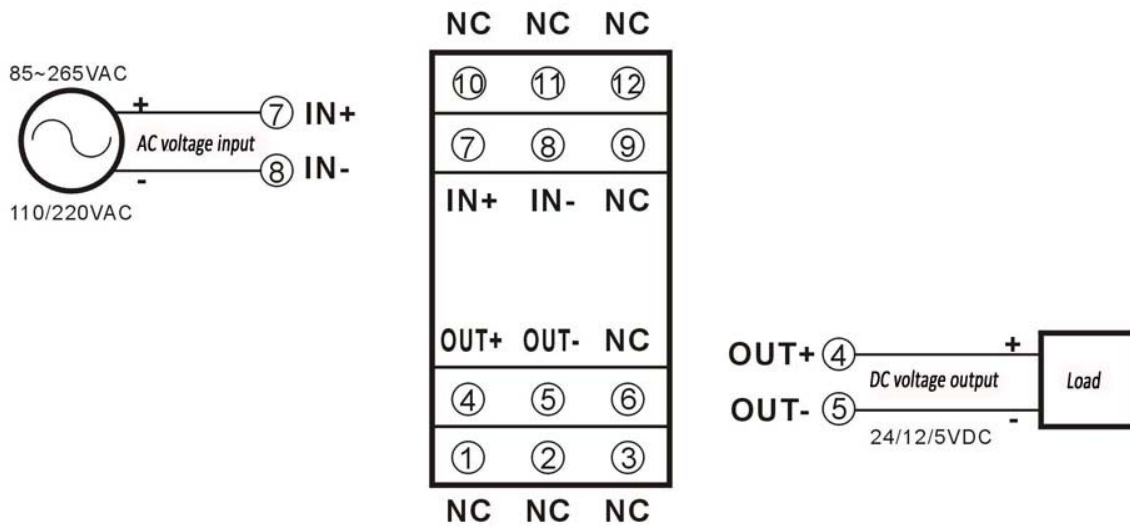 85~265VAC
+
AC voltage input
-
110/220VAC
⑦ IN+
⑧ IN-
NC NC NC
⑩ ⑪ ⑫
⑦ ⑧ ⑨
IN+ IN- NC
OUT+ OUT- NC
④ ⑤ ⑥
① ② ③
NC NC NC
OUT+ ④
OUT- ⑤
+
DC voltage output
-
24/12/5VDC
Load